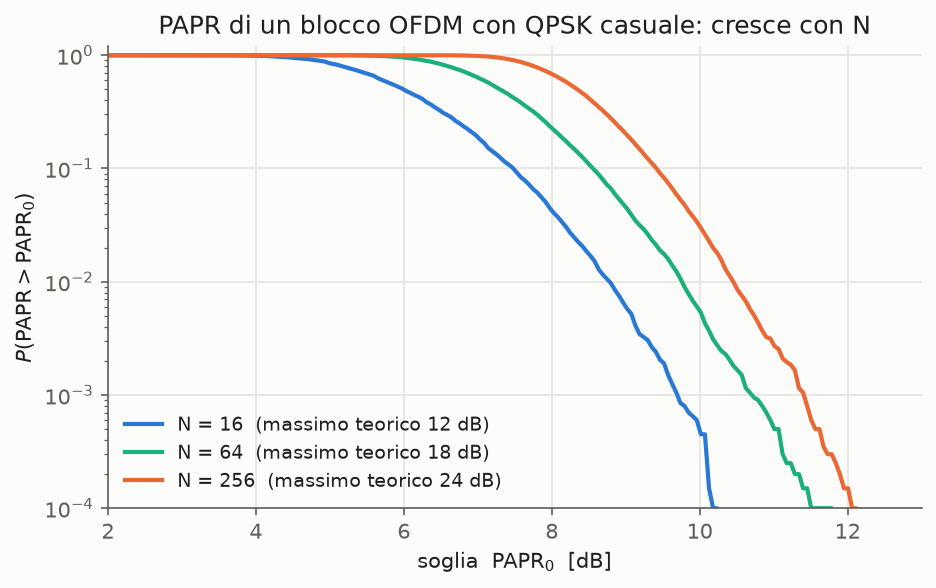 PAPR di un blocco OFDM con QPSK casuale: cresce con N
P(PAPR > PAPR₀)
10⁰
10⁻¹
10⁻²
10⁻³
10⁻⁴
N = 16 (massimo teorico 12 dB)
N = 64 (massimo teorico 18 dB)
N = 256 (massimo teorico 24 dB)
2 4 6 8 10 12
soglia PAPR₀ [dB]